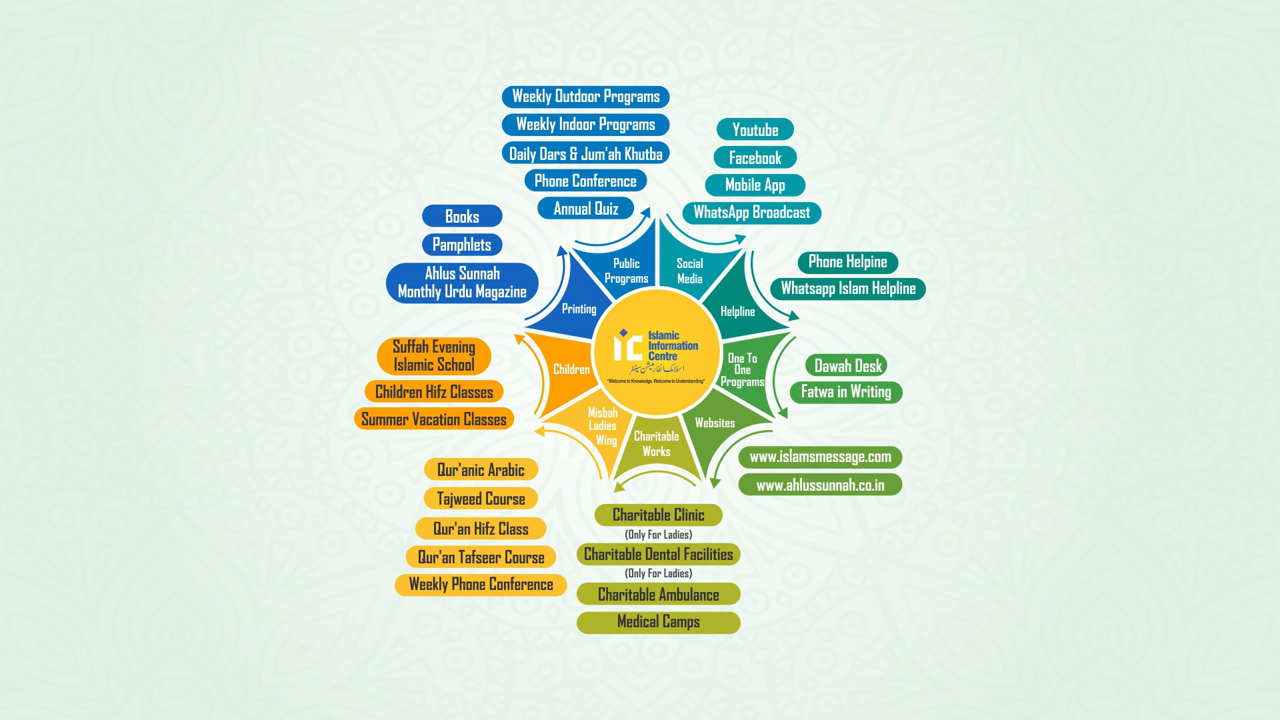 Weekly Outdoor Programs
Weekly Indoor Programs
Daily Dars & Jum'ah Khutba
Phone Conference
Annual Quiz
Youtube
Facebook
Mobile App
WhatsApp Broadcast
Books
Pamphlets
Ahlus Sunnah
Monthly Urdu Magazine
Public
Programs
Social
Media
Phone Helpine
Whatsapp Islam Helpline
Printing
Helpline
Suffah Evening
Islamic School
Children Hifz Classes
Summer Vacation Classes
Children
iC
Islamic
Information
Centre
اسلامک انفارمیشن سینٹر
"Welcome to Knowledge, Welcome to Understanding"
One To
One
Programs
Dawah Desk
Fatwa in Writing
Misbah
Ladies
Wing
Charitable
Works
Websites
www.islamsmessage.com
www.ahlussunnah.co.in
Qur'anic Arabic
Tajweed Course
Qur'an Hifz Class
Qur'an Tafseer Course
Weekly Phone Conference
Charitable Clinic
(Only For Ladies)
Charitable Dental Facilities
(Only For Ladies)
Charitable Ambulance
Medical Camps